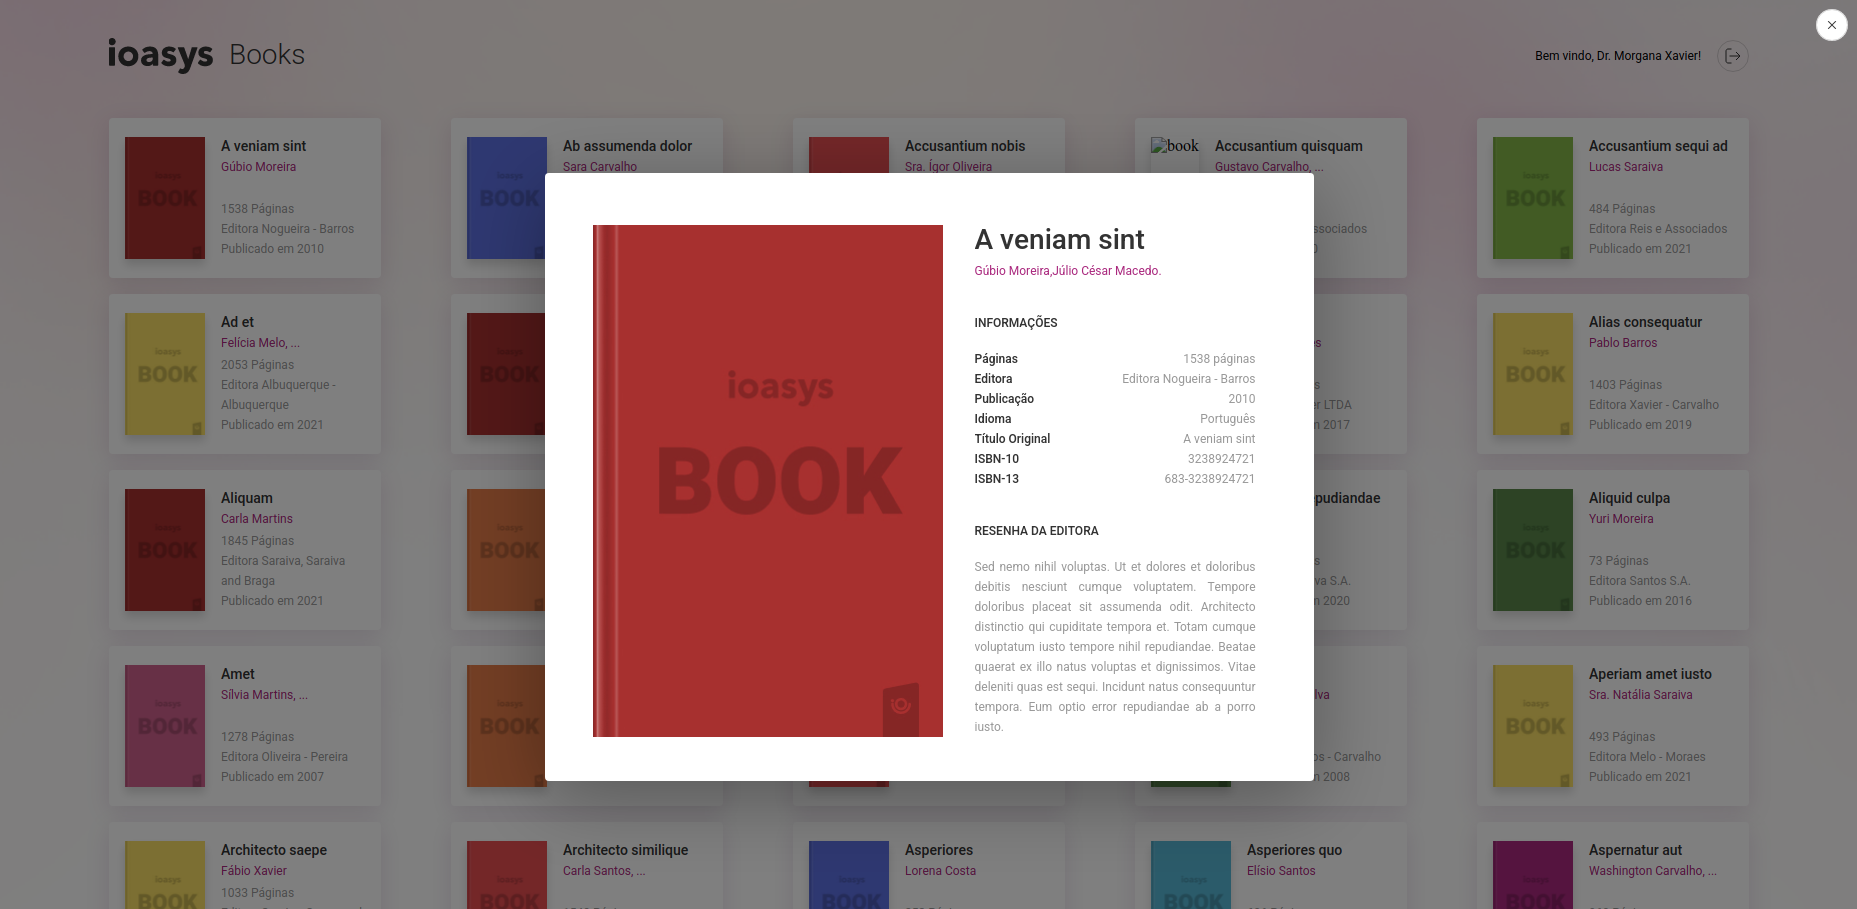 ioasys Books
Bem vindo, Dr. Morgana Xavier!
A veniam sint
Gúbio Moreira
1538 Páginas
Editora Nogueira - Barros
Publicado em 2010
ioasys
BOOK
Ab assumenda dolor
Sara Carvalho
ioasys
BOOK
Accusantium nobis
Sra. Ígor Oliveira
book
Accusantium quisquam
Gustavo Carvalho, ...
ssociados
0
Accusantium sequi ad
Lucas Saraiva
484 Páginas
Editora Reis e Associados
Publicado em 2021
ioasys
BOOK
A veniam sint
Gúbio Moreira,Júlio César Macedo.
INFORMAÇÕES
Páginas 1538 páginas
Editora Editora Nogueira - Barros
Publicação 2010
Idioma Português
Título Original A veniam sint
ISBN-10 3238924721
ISBN-13 683-3238924721
RESENHA DA EDITORA
Sed nemo nihil voluptas. Ut et dolores et doloribus
debitis nesciunt cumque voluptatem. Tempore
doloribus placeat sit assumenda odit. Architecto
distinctio qui cupiditate tempora et. Totam cumque
voluptatum iusto tempore nihil repudiandae. Beatae
quaerat ex illo natus voluptas et dignissimos. Vitae
deleniti quas est sequi. Incidunt natus consequuntur
tempora. Eum optio error repudiandae ab a porro
iusto.
ioasys
BOOK
Ad et
Felícia Melo, ...
2053 Páginas
Editora Albuquerque -
Albuquerque
Publicado em 2021
ioasys
BOOK
ioasys
BOOK
es
s
er LTDA
n 2017
Alias consequatur
Pablo Barros
1403 Páginas
Editora Xavier - Carvalho
Publicado em 2019
ioasys
BOOK
Aliquam
Carla Martins
1845 Páginas
Editora Saraiva, Saraiva
and Braga
Publicado em 2021
ioasys
BOOK
ioasys
BOOK
epudiandae
s
va S.A.
n 2020
Aliquid culpa
Yuri Moreira
73 Páginas
Editora Santos S.A.
Publicado em 2016
ioasys
BOOK
Amet
Sílvia Martins, ...
1278 Páginas
Editora Oliveira - Pereira
Publicado em 2007
ioasys
BOOK
ioasys
BOOK
ilva
os - Carvalho
n 2008
Aperiam amet iusto
Sra. Natália Saraiva
493 Páginas
Editora Melo - Moraes
Publicado em 2021
ioasys
BOOK
Architecto saepe
Fábio Xavier
1033 Páginas
ioasys
BOOK
Architecto similique
Carla Santos, ...
ioasys
BOOK
Asperiores
Lorena Costa
ioasys
BOOK
Asperiores quo
Elísio Santos
ioasys
BOOK
Aspernatur aut
Washington Carvalho, ...
ioasys
BOOK